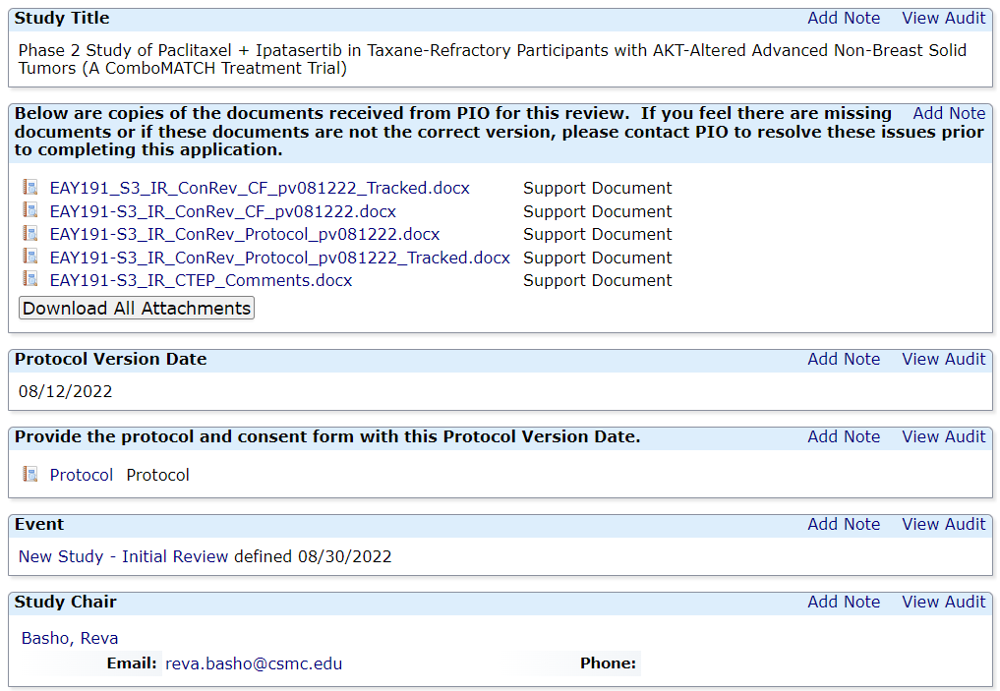 Study Title Add Note View Audit
Phase 2 Study of Paclitaxel + Ipatasertib in Taxane-Refractory Participants with AKT-Altered Advanced Non-Breast Solid
Tumors (A ComboMATCH Treatment Trial)
Below are copies of the documents received from PIO for this review. If you feel there are missing Add Note
documents or if these documents are not the correct version, please contact PIO to resolve these issues prior
to completing this application.
EAY191_S3_IR_ConRev_CF_pv081222_Tracked.docx Support Document
EAY191-S3_IR_ConRev_CF_pv081222.docx Support Document
EAY191-S3_IR_ConRev_Protocol_pv081222.docx Support Document
EAY191-S3_IR_ConRev_Protocol_pv081222_Tracked.docx Support Document
EAY191-S3_IR_CTEP_Comments.docx Support Document
Download All Attachments
Protocol Version Date Add Note View Audit
08/12/2022
Provide the protocol and consent form with this Protocol Version Date. Add Note View Audit
Protocol Protocol
Event Add Note View Audit
New Study - Initial Review defined 08/30/2022
Study Chair Add Note View Audit
Basho, Reva
Email: reva.basho@csmc.edu Phone: